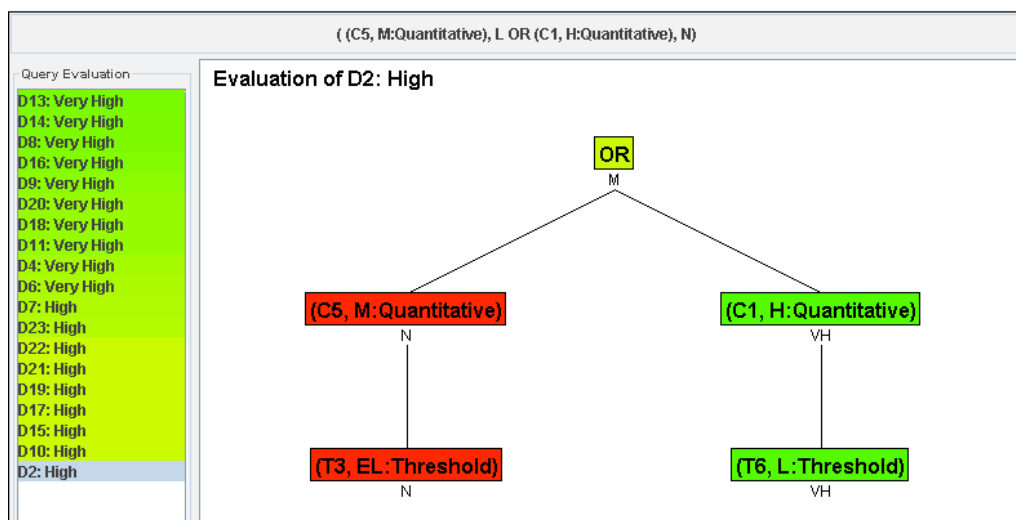 ( (C5, M:Quantitative), L OR (C1, H:Quantitative), N)
Query Evaluation
D13: Very High
D14: Very High
D8: Very High
D16: Very High
D9: Very High
D20: Very High
D18: Very High
D11: Very High
D4: Very High
D6: Very High
D7: High
D23: High
D22: High
D21: High
D19: High
D17: High
D15: High
D10: High
D2: High
Evaluation of D2: High
OR
M
(C5, M:Quantitative) (C1, H:Quantitative)
N VH
(T3, EL:Threshold) (T6, L:Threshold)
N VH